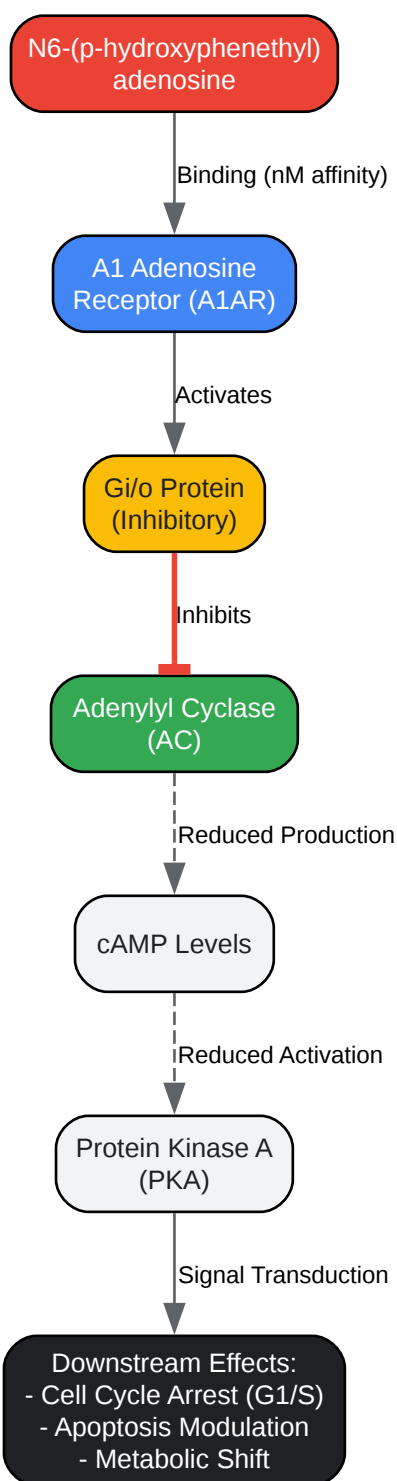 N6-(p-hydroxyphenethyl)
adenosine
Binding (nM affinity)
A1 Adenosine
Receptor (A1AR)
Activates
Gi/o Protein
(Inhibitory)
Inhibits
Adenylyl Cyclase
(AC)
Reduced Production
cAMP Levels
Reduced Activation
Protein Kinase A
(PKA)
Signal Transduction
Downstream Effects:
- Cell Cycle Arrest (G1/S)
- Apoptosis Modulation
- Metabolic Shift